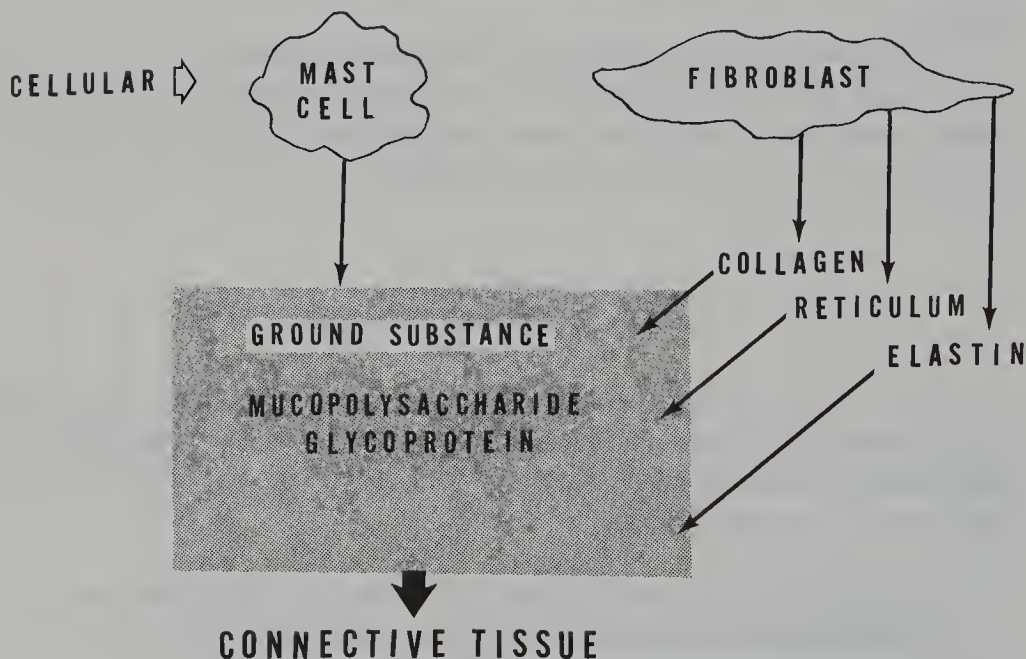 CELLULAR
MAST
CELL
FIBROBLAST
COLLAGEN
RETICULUM
ELASTIN
GROUND SUBSTANCE
MUCOPOLYSACCHARIDE
GLYCOPROTEIN
CONNECTIVE TISSUE